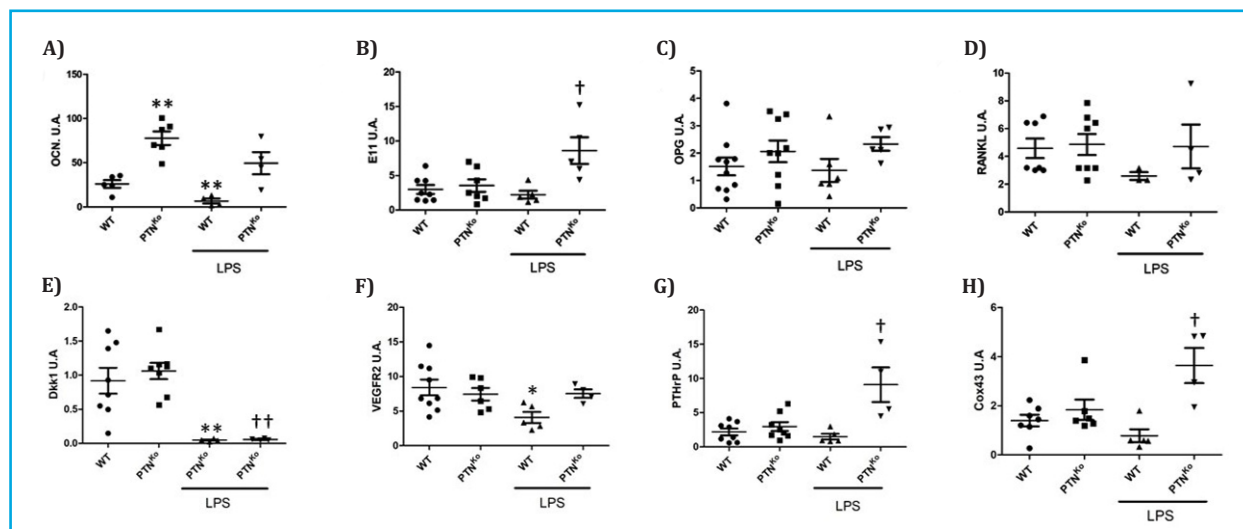 A)
OCN. U.A.
150
100
50
0
**
**
WT
PTNKo
WT
PTNKo
LPS
B)
E11 U.A.
20
15
10
5
0
†
WT
PTNKo
WT
PTNKo
LPS
C)
OPG U.A.
5
4
3
2
1
0
WT
PTNKo
WT
PTNKo
LPS
D)
RANKL U.A.
10
8
6
4
2
0
WT
PTNKo
WT
PTNKo
LPS
E)
Dkk1 U.A
2.0
1.5
1.0
0.5
0.0
**
††
WT
PTNKo
PTNKo
PTNKo
LPS
F)
VEGFR2 U.A.
20
15
10
5
0
*
WT
PTNKo
WT
PTNKo
LPS
G)
PTHrP U.A.
20
15
10
5
0
†
WT
PTNKo
WT
PTNKo
LPS
H)
Cox43 U.A
6
4
2
0
†
WT
PTNKo
WT
PTNKo
LPS